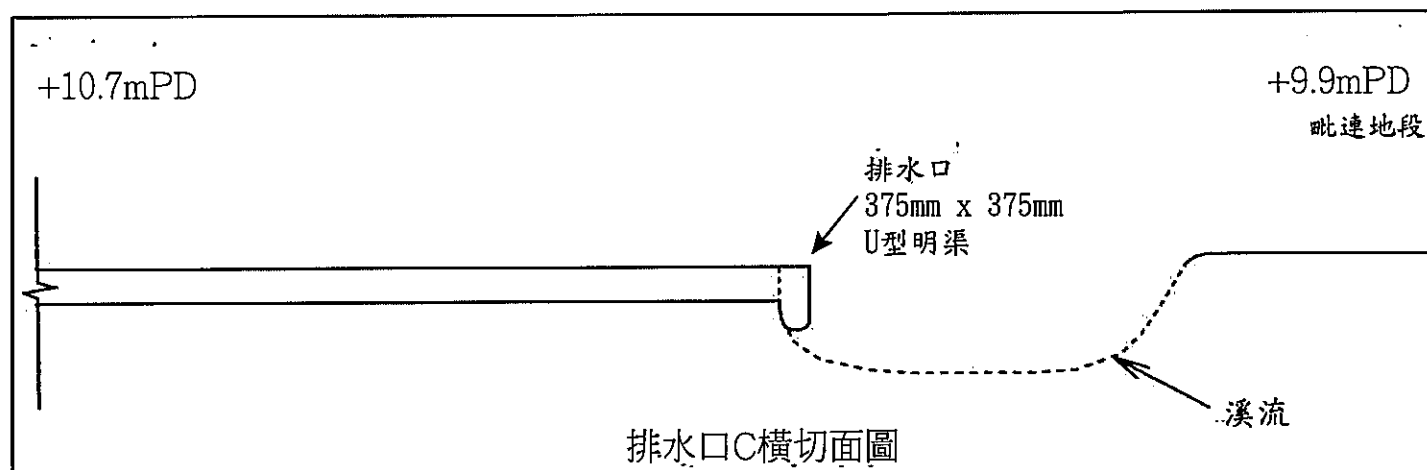 +10.7mPD
+9.9mPD
毗連地段
排水口
375mm x 375mm
U型明渠
溪流
排水口C橫切面圖